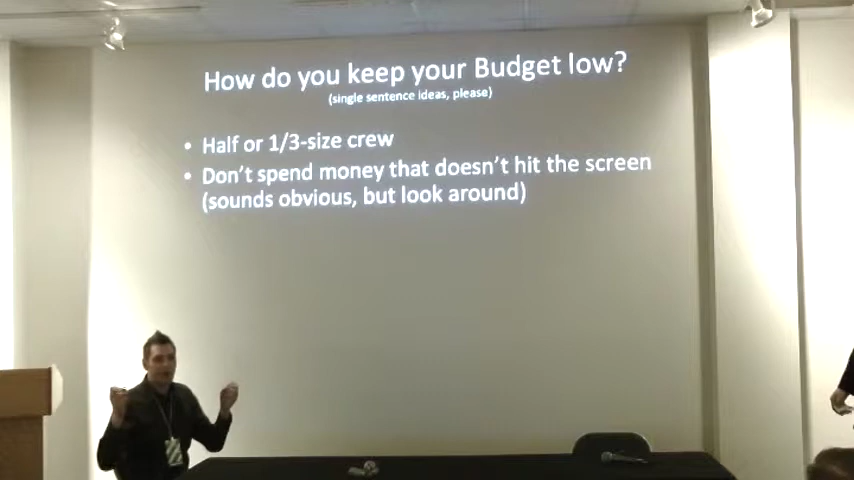 How do you keep your Budget low?
(single sentence ideas, please)
• Half or 1/3-size crew
• Don't spend money that doesn't hit the screen
(sounds obvious, but look around)